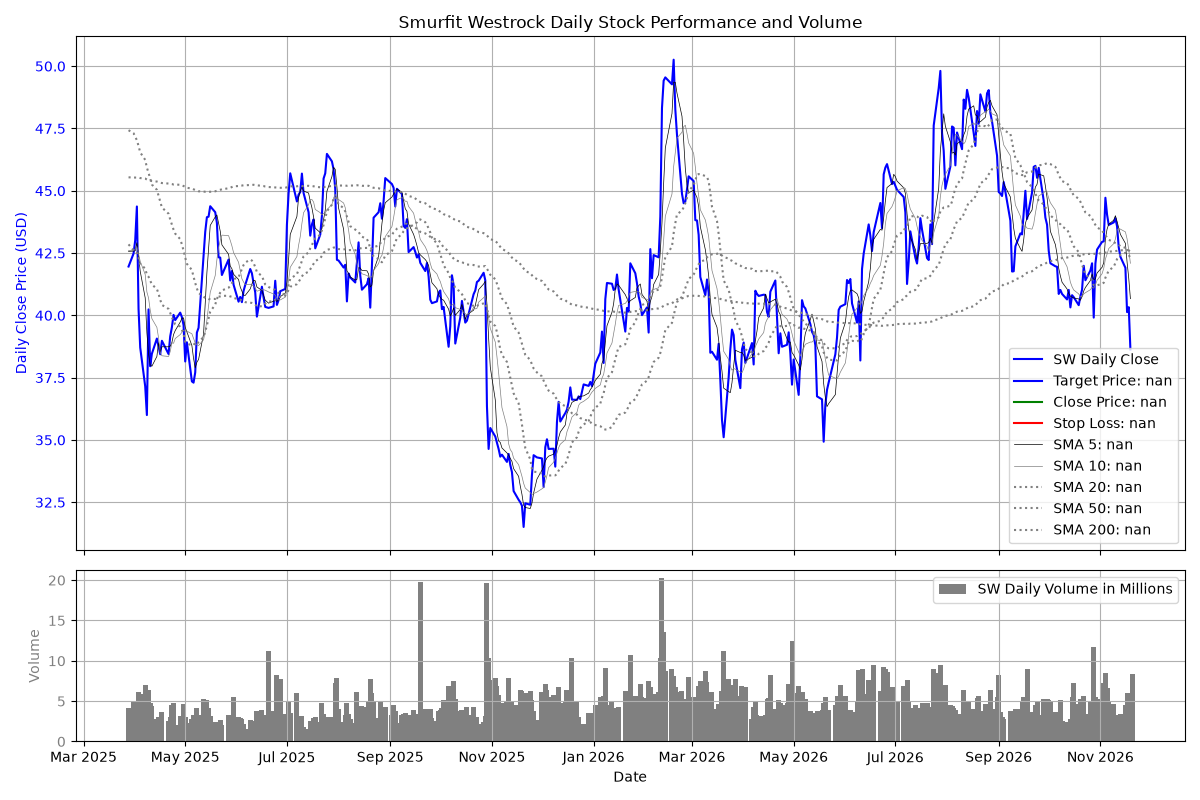 Smurfit Westrock Daily Stock Performance and Volume
Daily Close Price (USD)
50.0
47.5
45.0
42.5
40.0
37.5
35.0
32.5
SW Daily Close
Target Price: nan
Close Price: nan
Stop Loss: nan
SMA 5: nan
SMA 10: nan
SMA 20: nan
SMA 50: nan
SMA 200: nan
Volume
20
15
10
5
0
SW Daily Volume in Millions
Mar 2025 May 2025 Jul 2025 Sep 2025 Nov 2025 Jan 2026 Mar 2026 May 2026 Jul 2026 Sep 2026 Nov 2026
Date